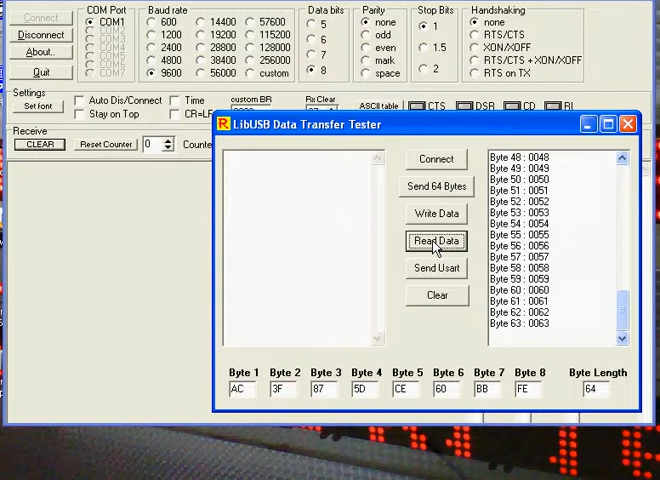 Connect
Disconnect
About..
Quit
COM Port
COM1
COM2
COM3
COM4
COM7
Baud rate
600
1200
2400
4800
9600
14400
19200
28800
38400
56000
57600
115200
128000
256000
custom
Data bits
5
6
7
8
Parity
none
odd
even
mark
space
Stop Bits
1
1.5
2
Handshaking
none
RTS/CTS
XON/XOFF
RTS/CTS + XON/XOFF
RTS on TX
Settings
Set font
Auto Dis/Connect
Stay on Top
Time
CR=LF
custom BR
Rx Clear
ASCII table
CTS
DSR
CD
RI
Receive
CLEAR
Reset Counter
0
LibUSB Data Transfer Tester
Connect
Send 64 Bytes
Write Data
Read Data
Send Usart
Clear
Byte 48 : 0048
Byte 49 : 0049
Byte 50 : 0050
Byte 51 : 0051
Byte 52 : 0052
Byte 53 : 0053
Byte 54 : 0054
Byte 55 : 0055
Byte 56 : 0056
Byte 57 : 0057
Byte 58 : 0058
Byte 59 : 0059
Byte 60 : 0060
Byte 61 : 0061
Byte 62 : 0062
Byte 63 : 0063
Byte 1
Byte 2
Byte 3
Byte 4
Byte 5
Byte 6
Byte 7
Byte 8
Byte Length
AC
3F
87
5D
CE
60
BB
FE
64